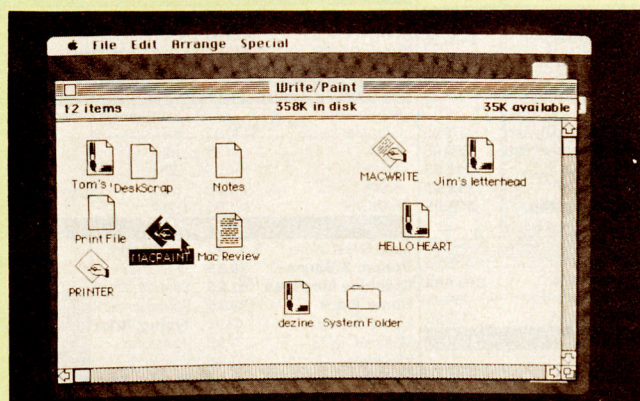 File Edit Arrange Special
Write/Paint
12 items 358K in disk 35K available
Tom's DeskScrap Notes MACWRITE Jim's letterhead
Print File MACPAINT Mac Review HELLO HEART
PRINTER
dezine System Folder